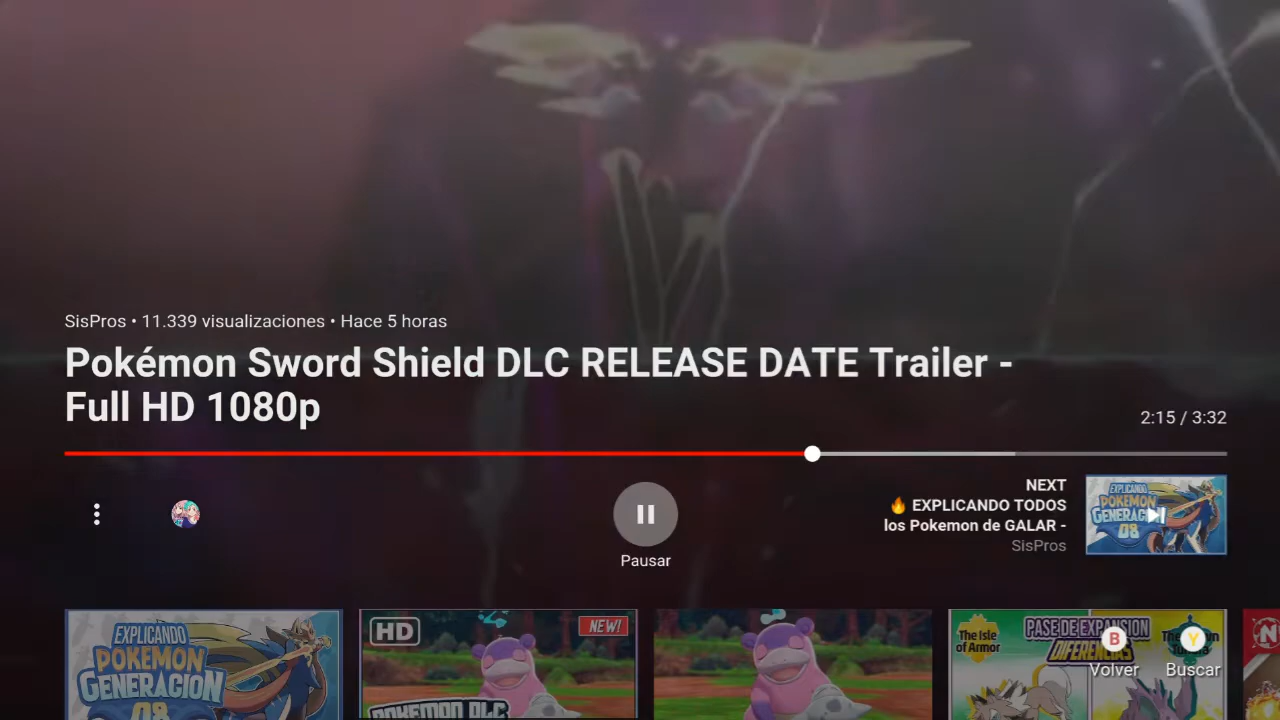 SisPros • 11.339 visualizaciones • Hace 5 horas
Pokémon Sword Shield DLC RELEASE DATE Trailer -
Full HD 1080p
2:15 / 3:32
NEXT
🔥 EXPLICANDO TODOS
los Pokemon de GALAR -
SisPros
EXPLICANDO
POKEMON
GENERACI
08
Pausar
EXPLICANDO
POKEMON
GENERACION
08
HD
NEW!
POKEMON DLC
The Isle
of Armor
PASE DE EXPANSION
DIFERENCIAS
B
Volver
Y
Buscar